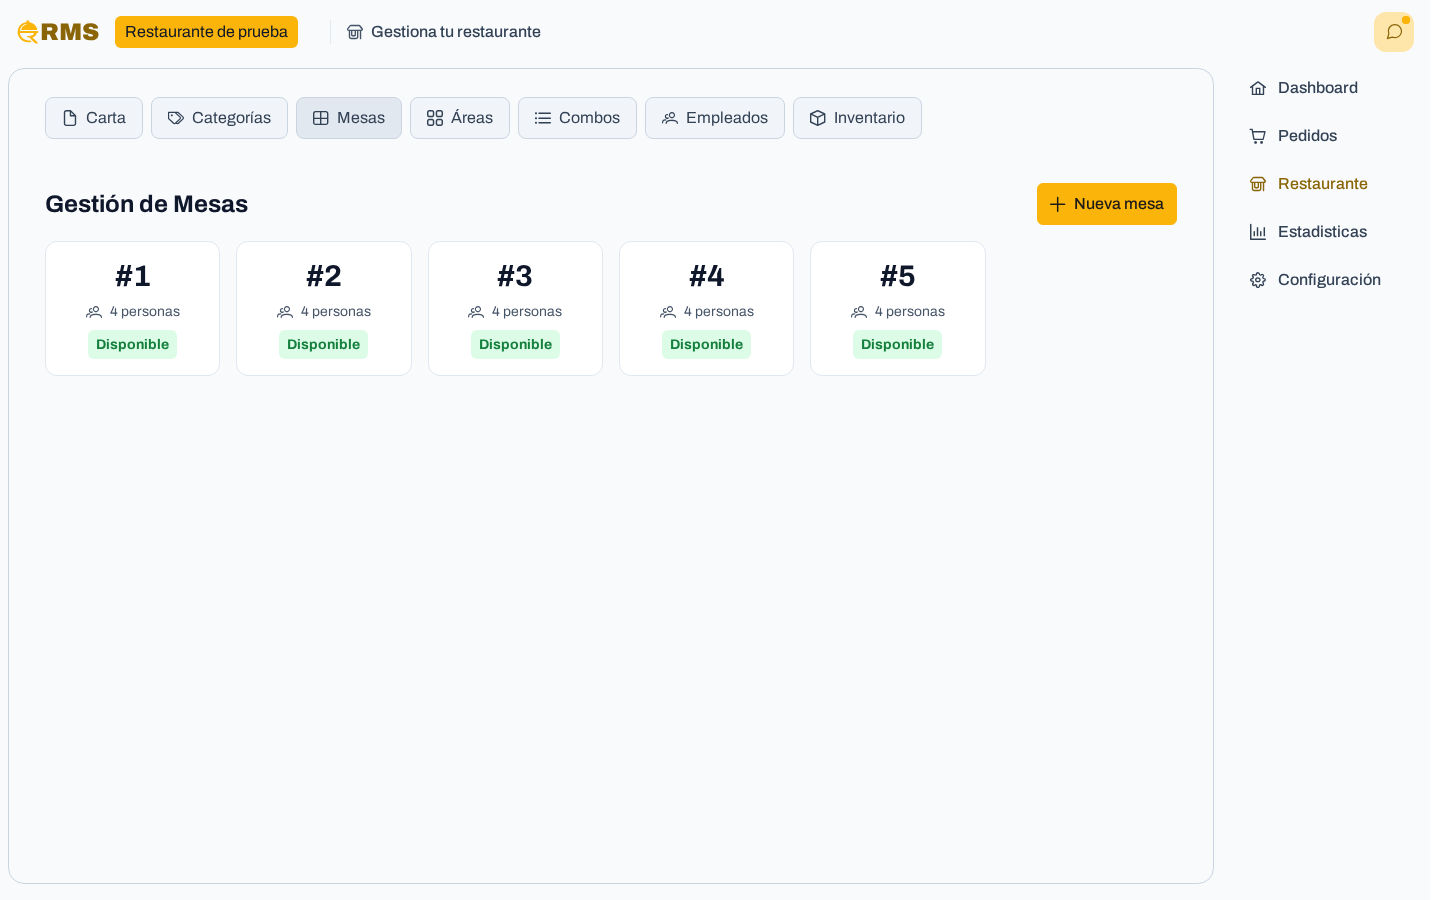 RMS Restaurante de prueba Gestiona tu restaurante
Carta Categorías Mesas Áreas Combos Empleados Inventario
Gestión de Mesas Nueva mesa
#1 #2 #3 #4 #5
4 personas 4 personas 4 personas 4 personas 4 personas
Disponible Disponible Disponible Disponible Disponible
Dashboard
Pedidos
Restaurante
Estadisticas
Configuración